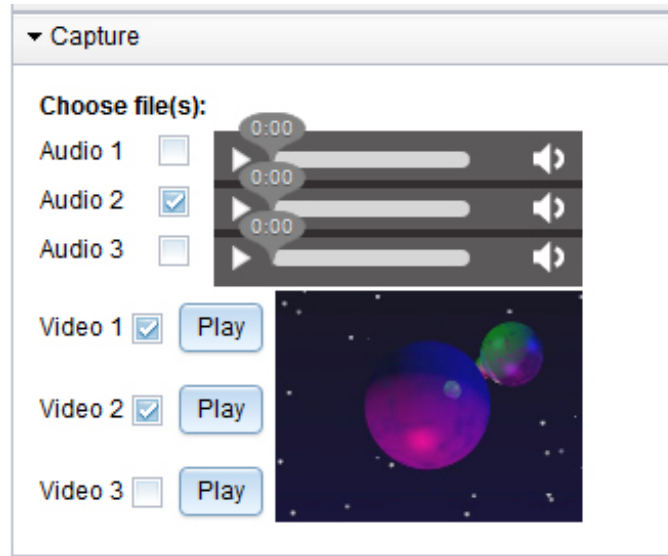 Capture
Choose file(s):
Audio 1
0:00
Audio 2
0:00
Audio 3
0:00
Video 1 Play
Video 2 Play
Video 3 Play